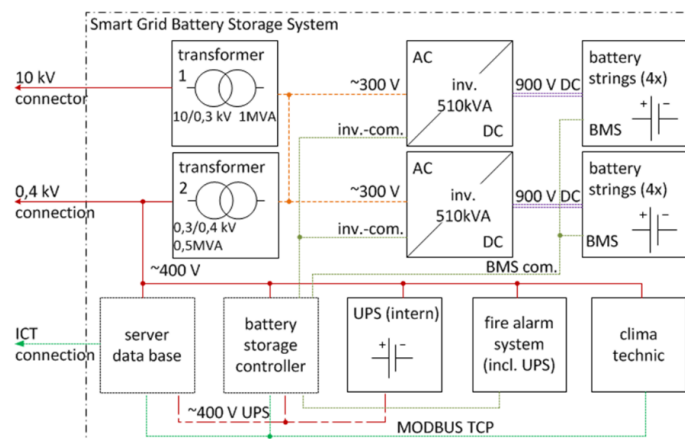 Smart Grid Battery Storage System
10 kV
connector
transformer
1
10/0,3 kV 1MVA
~300 V
inv.-com.
AC
inv.
510kVA
DC
900 V DC
battery
strings (4x)
+ -
BMS
0,4 kV
connection
transformer
2
0,3/0,4 kV
0,5MVA
~300 V
inv.-com.
AC
inv.
510kVA
DC
900 V DC
battery
strings (4x)
+ -
BMS
~400 V
BMS com.
ICT
connection
server
data base
battery
storage
controller
UPS (intern)
+ -
fire alarm
system
(incl. UPS)
clima
technic
~400 V UPS
MODBUS TCP